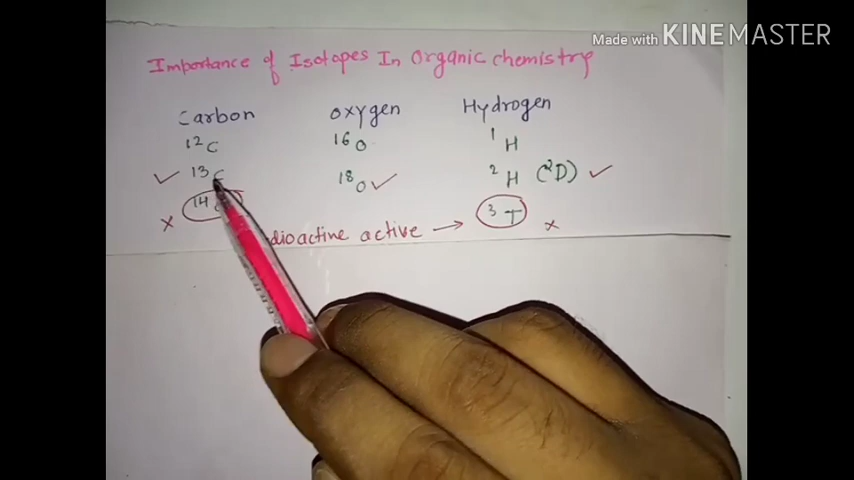 Made with KINEMASTER
Importance of Isotopes In Organic chemistry
Carbon Oxygen Hydrogen
12C 16O 1H
✓ 13C 18O ✓ 2H (2D) ✓
x 14 3T x
active →